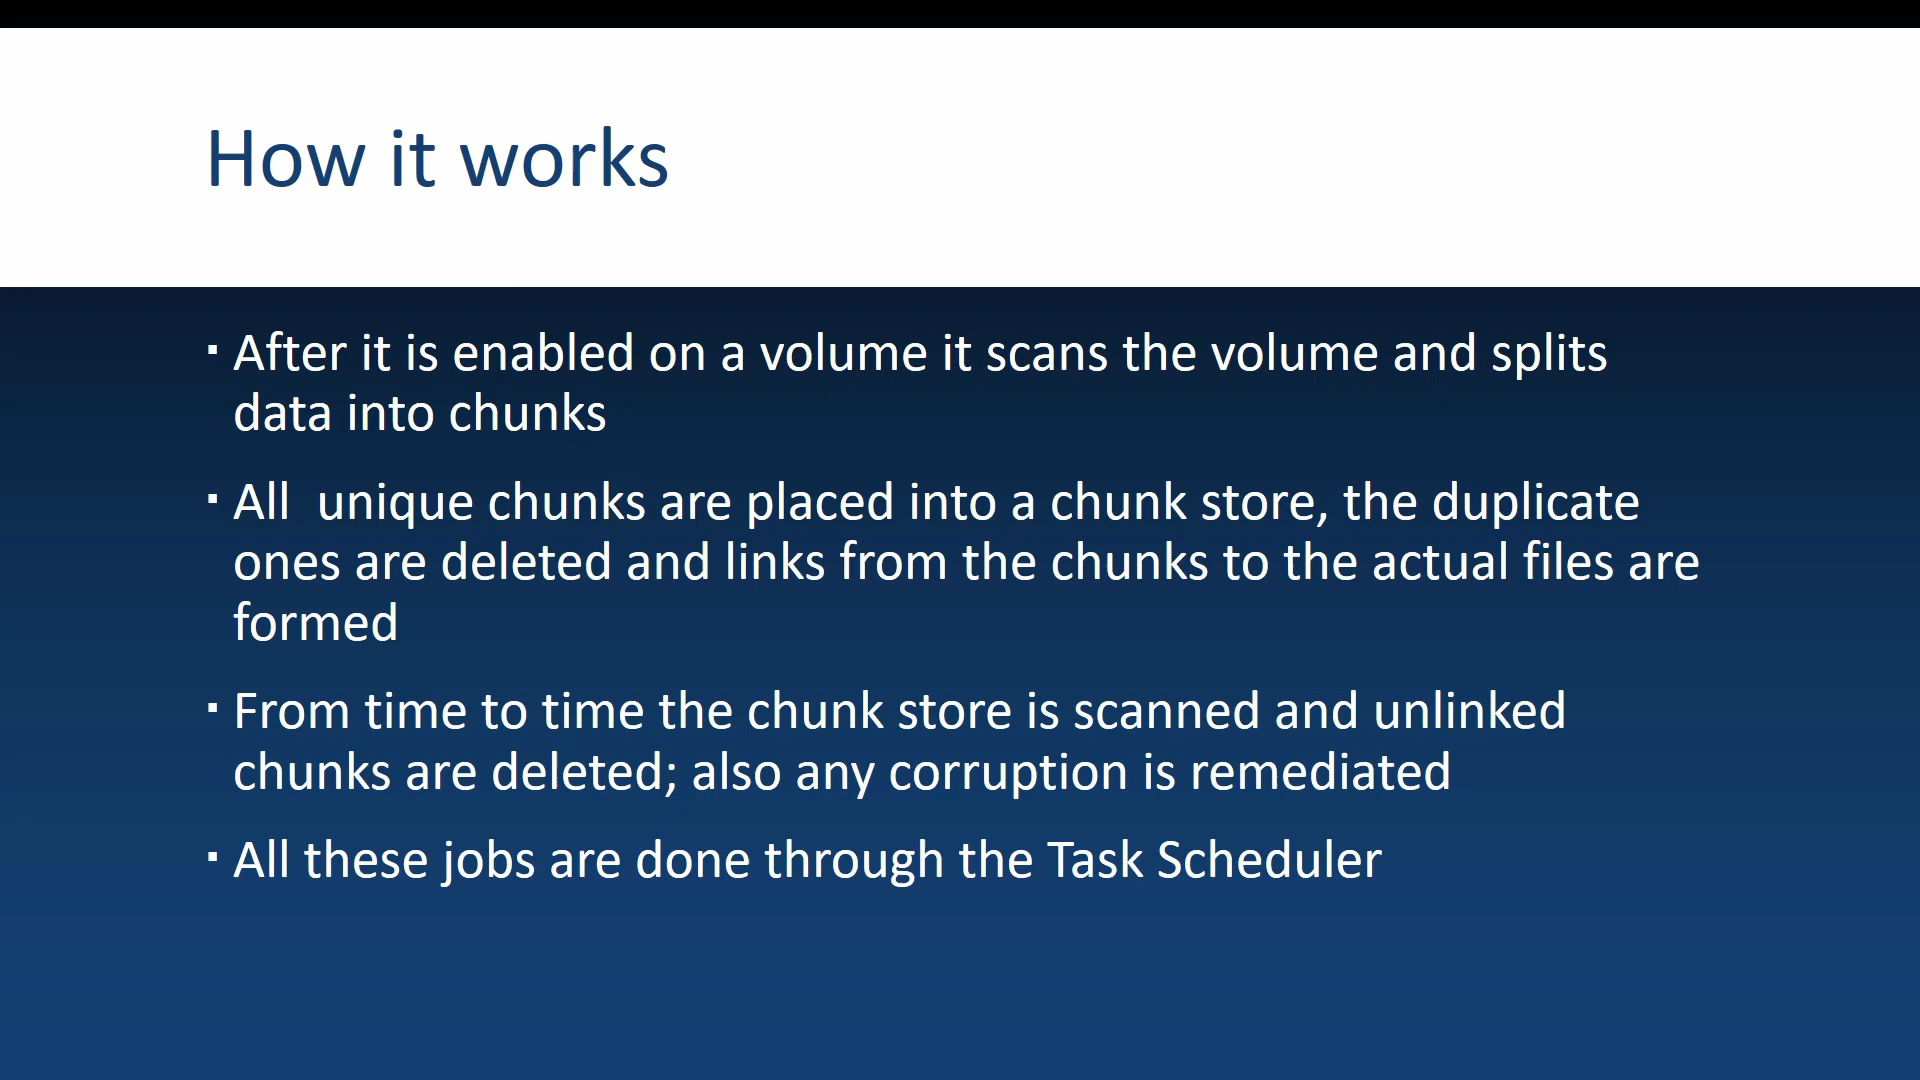 How it works
▪ After it is enabled on a volume it scans the volume and splits
data into chunks
▪ All  unique chunks are placed into a chunk store, the duplicate
ones are deleted and links from the chunks to the actual files are
formed
▪ From time to time the chunk store is scanned and unlinked
chunks are deleted; also any corruption is remediated
▪ All these jobs are done through the Task Scheduler